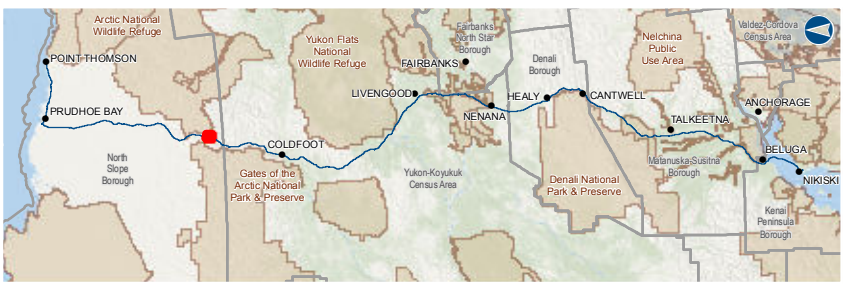 Arctic National
Wildlife Refuge
POINT THOMSON
PRUDHOE BAY
North
Slope
Borough
COLDFOOT
Gates of the
Arctic National
Park & Preserve
Yukon Flats
National
Wildlife Refuge
LIVENGOOD
FAIRBANKS
Fairbanks
North Star
Borough
NENANA
Yukon-Koyukuk
Census Area
HEALY
Denali
Borough
CANTWELL
Denali National
Park & Preserve
Nelchina
Public
Use Area
TALKEETNA
Matanuska-Susitna
Borough
Valdez-Cordova
Census Area
ANCHORAGE
BELUGA
NIKISKI
Kenai
Peninsula
Borough